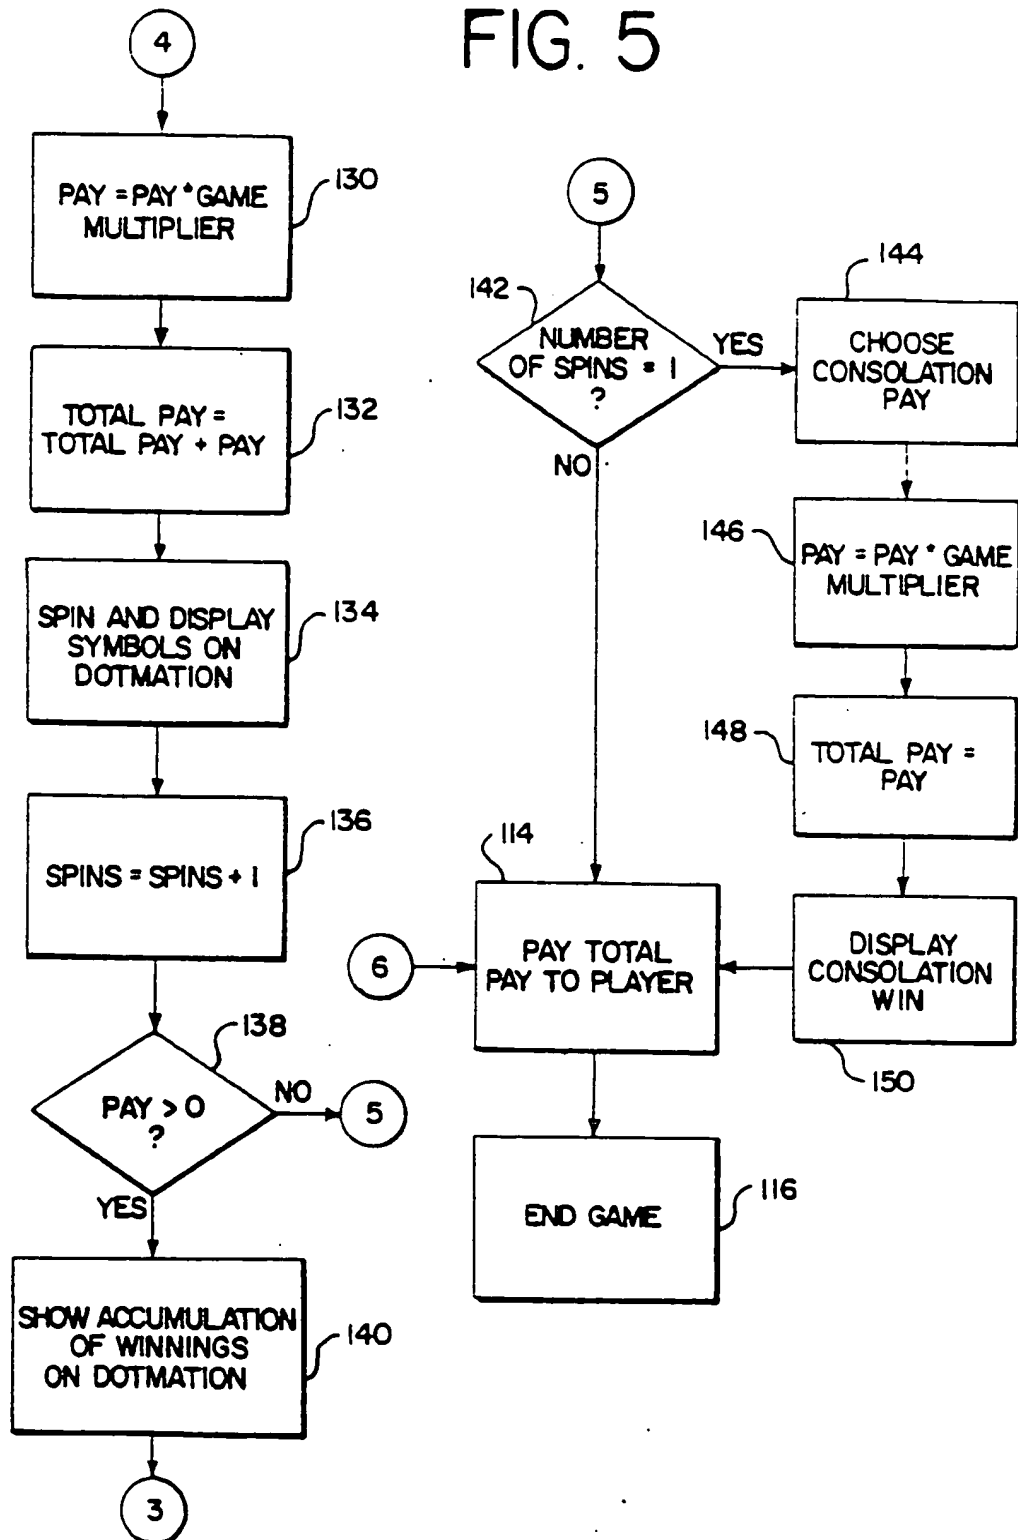 FIG. 5
4
PAY = PAY * GAME
MULTIPLIER
130
TOTAL PAY =
TOTAL PAY + PAY
132
SPIN AND DISPLAY
SYMBOLS ON
DOTMATION
134
SPINS = SPINS + 1
136
138
PAY > 0
?
NO
5
YES
SHOW ACCUMULATION
OF WINNINGS
ON DOTMATION
140
3
5
142
NUMBER
OF SPINS = 1
?
YES
NO
144
CHOOSE
CONSOLATION
PAY
146
PAY = PAY * GAME
MULTIPLIER
148
TOTAL PAY =
PAY
DISPLAY
CONSOLATION
WIN
150
114
6
PAY TOTAL
PAY TO PLAYER
END GAME
116